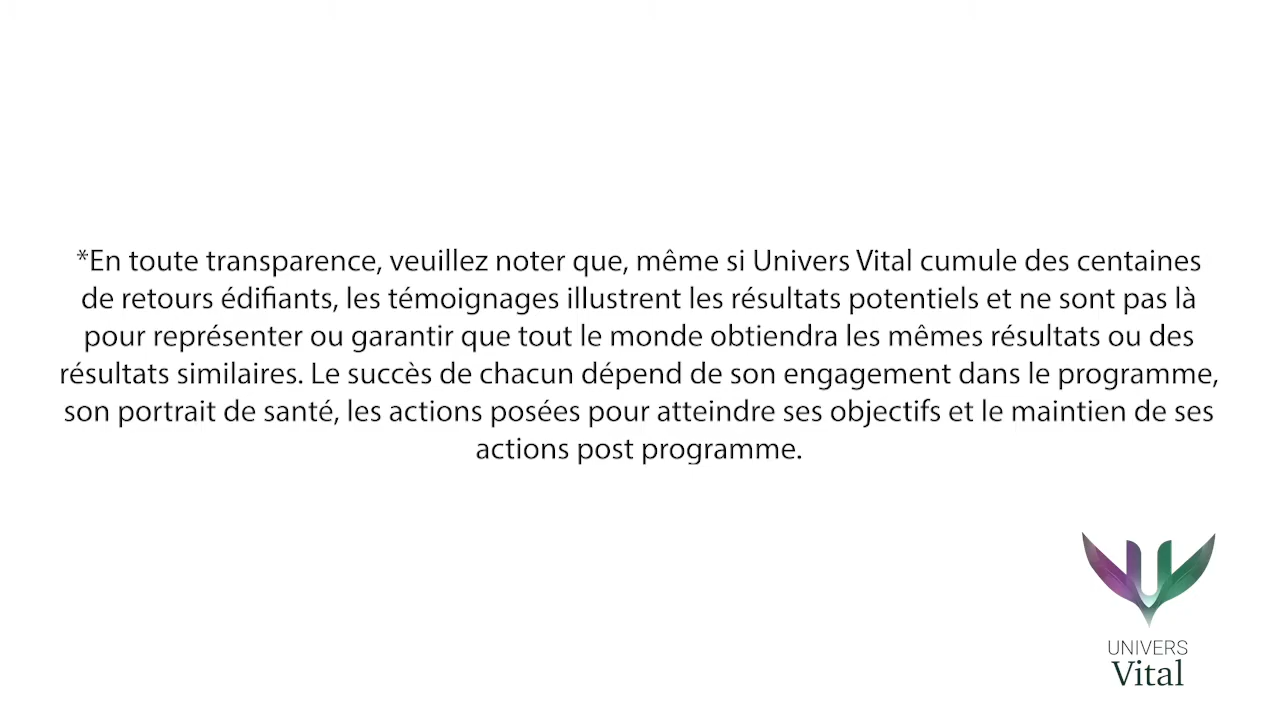 *En toute transparence, veuillez noter que, même si Univers Vital cumule des centaines
de retours édifiants, les témoignages illustrent les résultats potentiels et ne sont pas là
pour représenter ou garantir que tout le monde obtiendra les mêmes résultats ou des
résultats similaires. Le succès de chacun dépend de son engagement dans le programme,
son portrait de santé, les actions posées pour atteindre ses objectifs et le maintien de ses
actions post programme.
UNIVERS
Vital